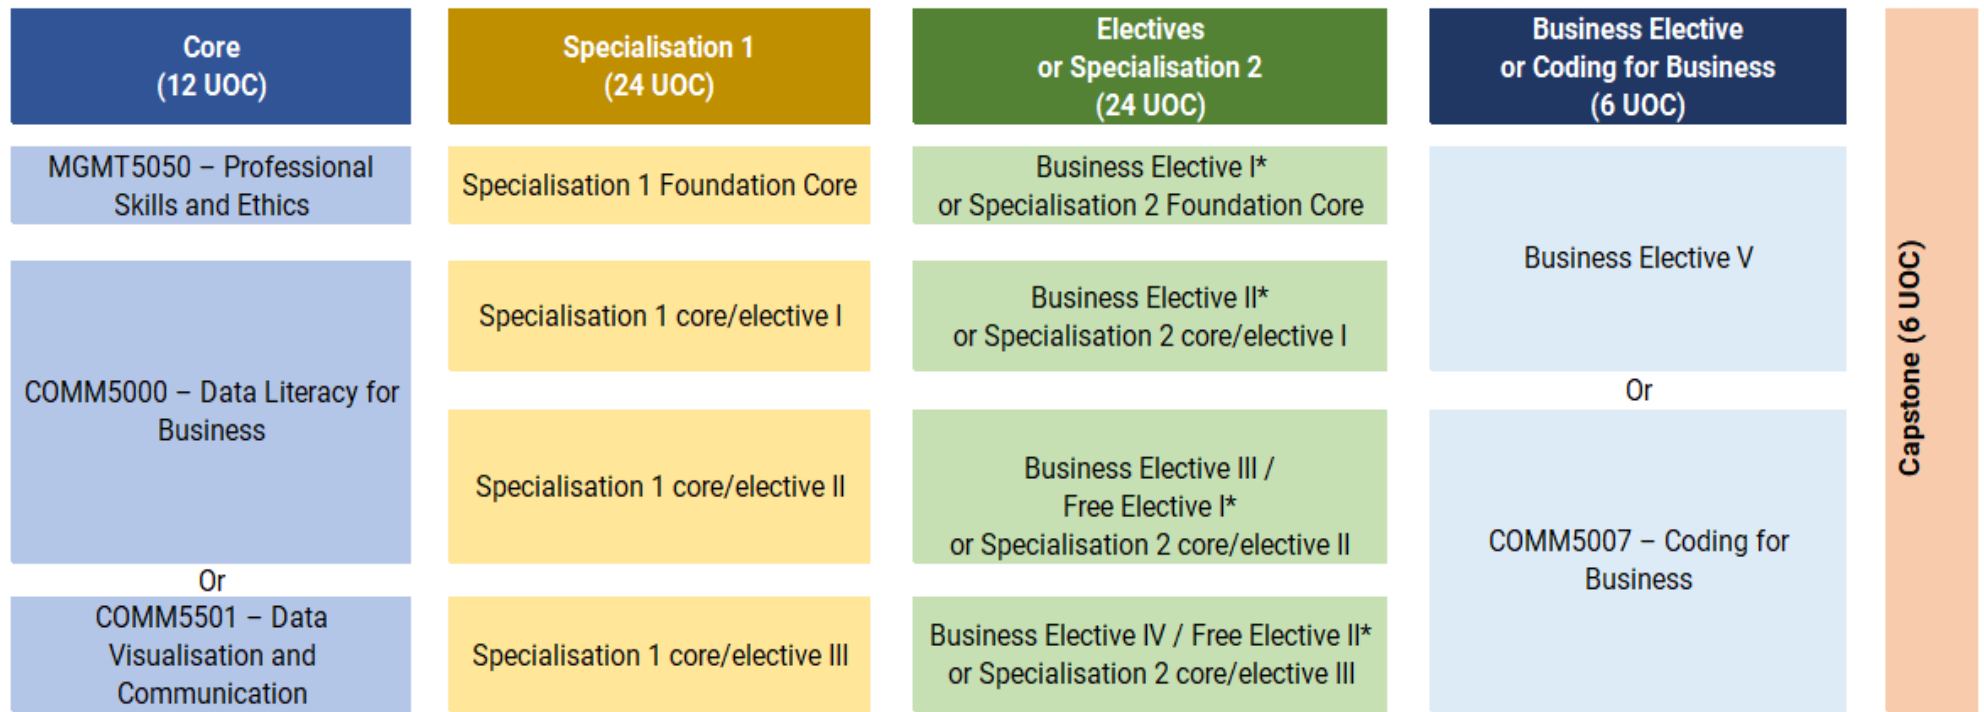 Core
(12 UOC)
MGMT5050 – Professional
Skills and Ethics
COMM5000 – Data Literacy for
Business
Or
COMM5501 – Data
Visualisation and
Communication
Specialisation 1
(24 UOC)
Specialisation 1 Foundation Core
Specialisation 1 core/elective I
Specialisation 1 core/elective II
Specialisation 1 core/elective III
Electives
or Specialisation 2
(24 UOC)
Business Elective I*
or Specialisation 2 Foundation Core
Business Elective II*
or Specialisation 2 core/elective I
Business Elective III /
Free Elective I*
or Specialisation 2 core/elective II
Business Elective IV / Free Elective II*
or Specialisation 2 core/elective III
Business Elective
or Coding for Business
(6 UOC)
Business Elective V
Or
COMM5007 – Coding for
Business
Capstone (6 UOC)